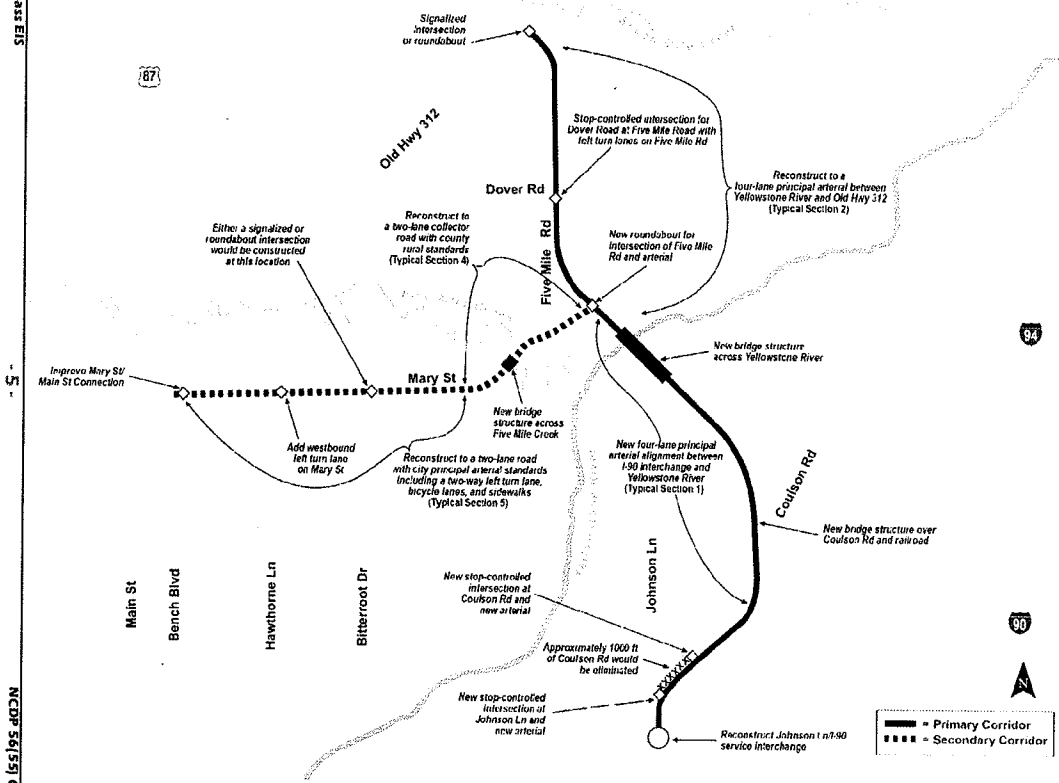 ass EIS
- 51 -
NCDP 56(55)
Signalized
intersection
or roundabout
87
Old Hwy 312
Stop-controlled intersection for
Dover Road at Five Mile Road with
left turn lanes on Five Mile Rd
Dover Rd
Five Mile Rd
Reconstruct to a
four-lane principal arterial between
Yellowstone River and Old Hwy 312
(Typical Section 2)
Reconstruct to
a two-lane collector
road with county
rural standards
(Typical Section 4)
Either a signalized or
roundabout intersection
would be constructed
at this location
New roundabout for
intersection of Five Mile
Rd and arterial
94
New bridge structure
across Yellowstone River
Improve Mary St/
Main St Connection
Mary St
New bridge
structure across
Five Mile Creek
Add westbound
left turn lane
on Mary St
Reconstruct to a two-lane road
with city principal arterial standards
including a two-way left turn lane,
bicycle lanes, and sidewalks
(Typical Section 5)
New four-lane principal
arterial alignment between
I-90 interchange and
Yellowstone River
(Typical Section 1)
Coulson Rd
New bridge structure over
Coulson Rd and railroad
Main St
Bench Blvd
Hawthorne Ln
Bitterroot Dr
Johnson Ln
New stop-controlled
intersection at
Coulson Rd and
new arterial
Approximately 1000 ft
of Coulson Rd would
be eliminated
New stop-controlled
intersection at
Johnson Ln and
new arterial
Reconstruct Johnson Ln/I-90
service interchange
90
N
= Primary Corridor
= Secondary Corridor